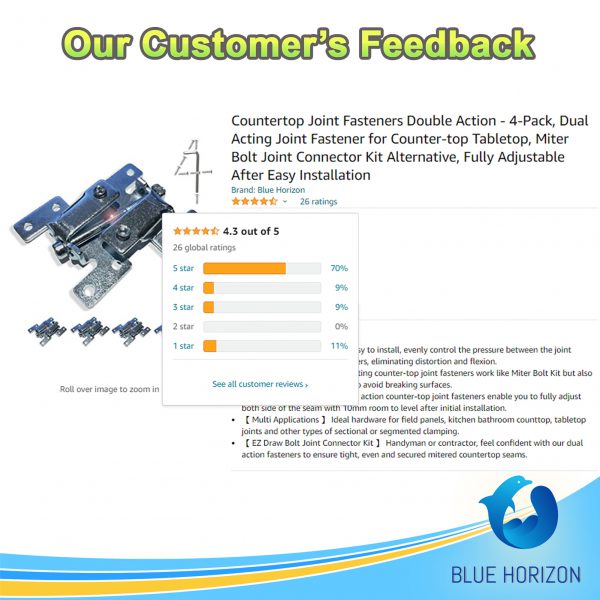 Our Customer's Feedback
Countertop Joint Fasteners Double Action - 4-Pack, Dual
Acting Joint Fastener for Counter-top Tabletop, Miter
Bolt Joint Connector Kit Alternative, Fully Adjustable
After Easy Installation
Brand: Blue Horizon
26 ratings
4
4.3 out of 5
26 global ratings
5 star 70%
4 star 9%
3 star 9%
2 star 0%
1 star 11%
See all customer reviews ›
Roll over image to zoom in
y to install, evenly control the pressure between the joint
rs, eliminating distortion and flexion.
ting counter-top joint fasteners work like Miter Bolt Kit but also
o avoid breaking surfaces.
action counter-top joint fasteners enable you to fully adjust
both side of the seam with 10mm room to level after initial installation.
• 【 Multi Applications 】 Ideal hardware for field panels, kitchen bathroom counttop, tabletop
joints and other types of sectional or segmented clamping.
• 【 EZ Draw Bolt Joint Connector Kit 】 Handyman or contractor, feel confident with our dual
action fasteners to ensure tight, even and secured mitered countertop seams.
BLUE HORIZON